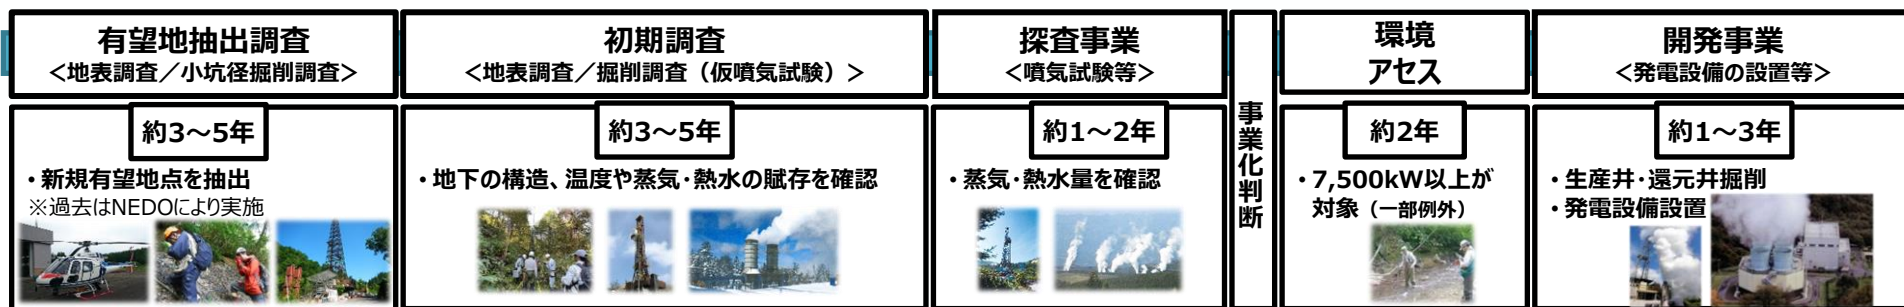 有望地抽出調査
＜地表調査／小坑径掘削調査＞
約3～5年
・新規有望地点を抽出
※過去はNEDOにより実施
初期調査
＜地表調査／掘削調査（仮噴気試験）＞
約3～5年
・地下の構造、温度や蒸気・熱水の賦存を確認
探査事業
＜噴気試験等＞
約1～2年
・蒸気・熱水量を確認
事業化判断
環境
アセス
約2年
・7,500kW以上が
対象（一部例外）
開発事業
＜発電設備の設置等＞
約1～3年
・生産井・還元井掘削
・発電設備設置